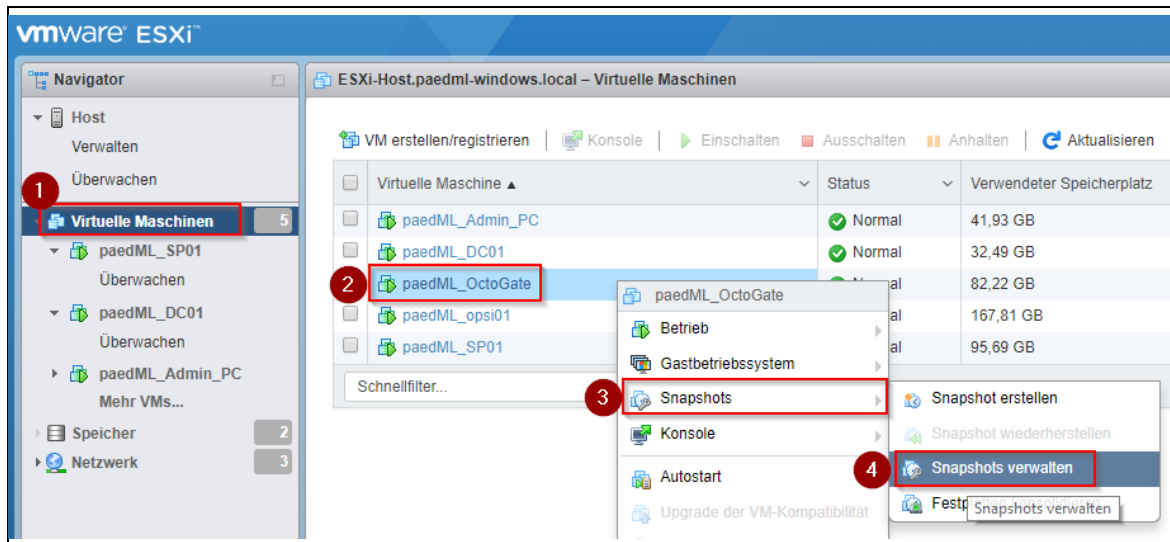 vmware ESXi™
Navigator
Host
Verwalten
Überwachen
1
Virtuelle Maschinen 5
paedML_SP01
Überwachen
paedML_DC01
Überwachen
paedML_Admin_PC
Mehr VMs...
Speicher 2
Netzwerk 3
ESXi-Host.paedml-windows.local – Virtuelle Maschinen
VM erstellen/registrieren Konsole Einschalten Ausschalten Anhalten Aktualisieren
Virtuelle Maschine ▲ Status Verwendeter Speicherplatz
paedML_Admin_PC Normal 41,93 GB
paedML_DC01 Normal 32,49 GB
2 paedML_OctoGate al 82,22 GB
paedML_opsi01 al 167,81 GB
paedML_SP01 al 95,69 GB
Schnellfilter...
paedML_OctoGate
Betrieb
Gastbetriebssystem
3 Snapshots
Konsole
Autostart
Upgrade der VM-Kompatibilität
Snapshot erstellen
Snapshot wiederherstellen
4 Snapshots verwalten
Snapshots verwalten